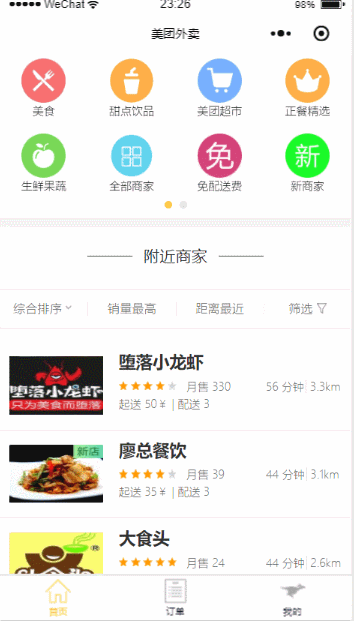 WeChat 23:26 98%
美团外卖
美食 甜点饮品 美团超市 正餐精选
免 新
生鲜果蔬 全部商家 免配送费 新商家
附近商家
综合排序 销量最高 距离最近 筛选
堕落小龙虾
只为美食而堕落
堕落小龙虾
月售 330 56 分钟 3.3km
起送 50 ¥ | 配送 3
新店
廖总餐饮
月售 39 44 分钟 3.1km
起送 35 ¥ | 配送 3
大食头
月售 24 44 分钟 2.6km
首页 订单 我的